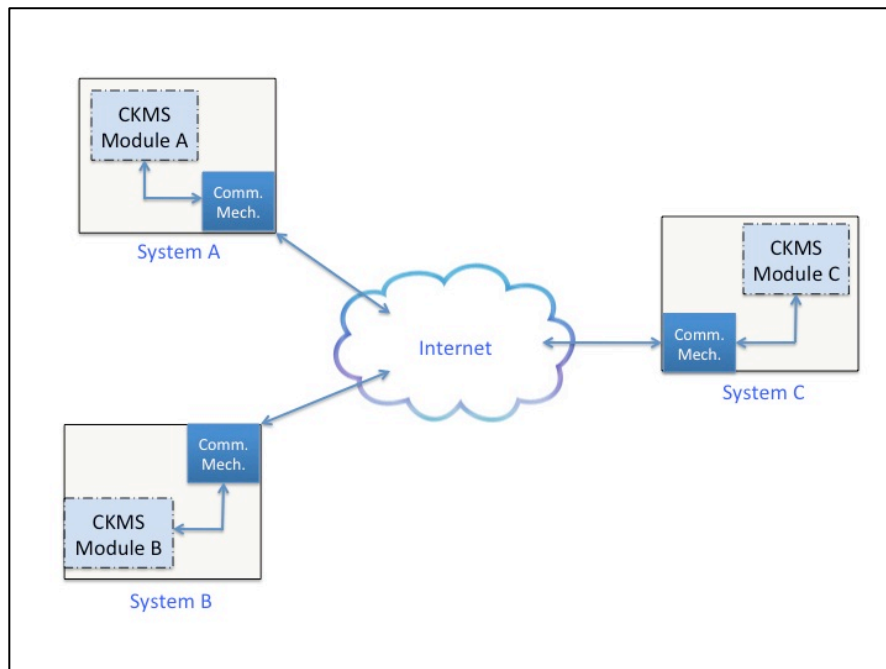 CKMS
Module A
Comm.
Mech.
System A
CKMS
Module C
Comm.
Mech.
System C
Internet
Comm.
Mech.
CKMS
Module B
System B